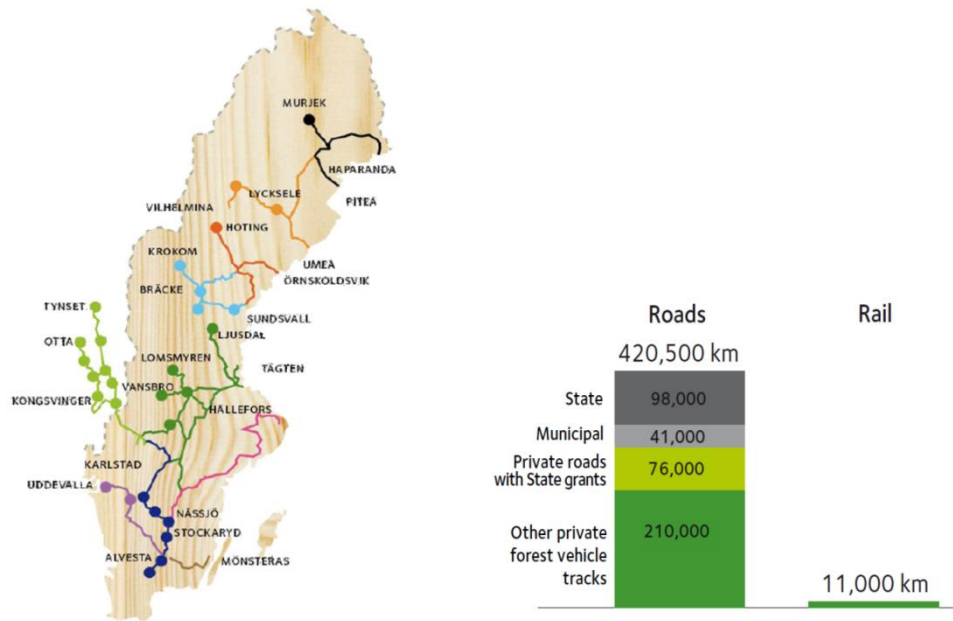 MURJEK
HAPARANDA
PITEÅ
LYCKSELE
VILHELMINA
HOTING
KROKOM
UMEÅ
ÖRNSKOLDSVIK
BRÄCKE
SUNDSVALL
TYNSET
LJUSDAL
OTTA
LOMSMYREN
TÄGTEN
VANSBRO
KONGSVINGER
HÄLLEFORS
KARLSTAD
UDDEVALLA
NÄSSJÖ
STOCKARYD
ALVESTA
MÖNSTERÅS
Roads
420,500 km
State
98,000
Municipal
41,000
Private roads
with State grants
76,000
Other private
forest vehicle
tracks
210,000
Rail
11,000 km